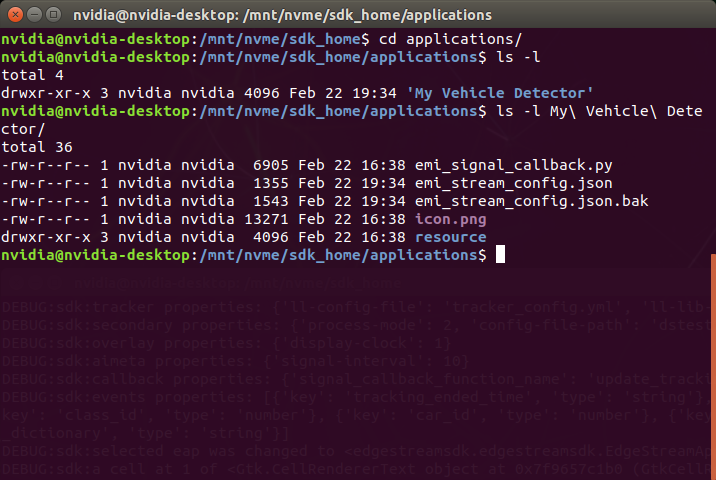 nvidia@nvidia-desktop: /mnt/nvme/sdk_home/applications
nvidia@nvidia-desktop:/mnt/nvme/sdk_home$ cd applications/
nvidia@nvidia-desktop:/mnt/nvme/sdk_home/applications$ ls -l
total 4
drwxr-xr-x 3 nvidia nvidia 4096 Feb 22 19:34 'My Vehicle Detector'
nvidia@nvidia-desktop:/mnt/nvme/sdk_home/applications$ ls -l My\ Vehicle\ Dete
ctor/
total 36
-rw-r--r-- 1 nvidia nvidia  6905 Feb 22 16:38 emi_signal_callback.py
-rw-r--r-- 1 nvidia nvidia  1355 Feb 22 19:34 emi_stream_config.json
-rw-r--r-- 1 nvidia nvidia  1543 Feb 22 19:34 emi_stream_config.json.bak
-rw-r--r-- 1 nvidia nvidia 13271 Feb 22 16:38 icon.png
drwxr-xr-x 3 nvidia nvidia  4096 Feb 22 16:38 resource
nvidia@nvidia-desktop:/mnt/nvme/sdk_home/applications$
DEBUG:sdk:tracker properties: {'ll-config-file': 'tracker_config.yml', 'll-lib-
DEBUG:sdk:secondary properties: {'process-mode': 2, 'config-file-path': 'dstest
DEBUG:sdk:overlay properties: {'display-clock': 1}
DEBUG:sdk:aimeta properties: {'signal-interval': 10}
DEBUG:sdk:callback properties: {'signal_callback_function_name': 'update_tracki
DEBUG:sdk:events properties: [{'key': 'tracking_ended_time', 'type': 'string'},
key': 'class_id', 'type': 'number'}, {'key': 'car_id', 'type': 'number'}, {'key
_dictionary', 'type': 'string'}]
DEBUG:sdk:selected eap was changed to <edgestreamsdk.edgestreamsdk.EdgeStreamAp
DEBUG:sdk:a cell at 1 of <Gtk.CellRendererText object at 0x7f9657c1b0 (GtkCellR